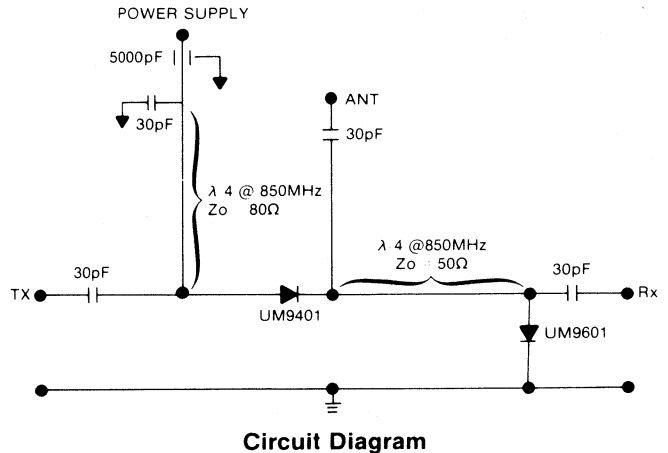 POWER SUPPLY
5000pF
30pF
ANT
30pF
λ 4 @ 850MHz
Zo 80Ω
λ 4 @850MHz
Zo : 50Ω
30pF
30pF
TX
Rx
UM9401
UM9601
Circuit Diagram